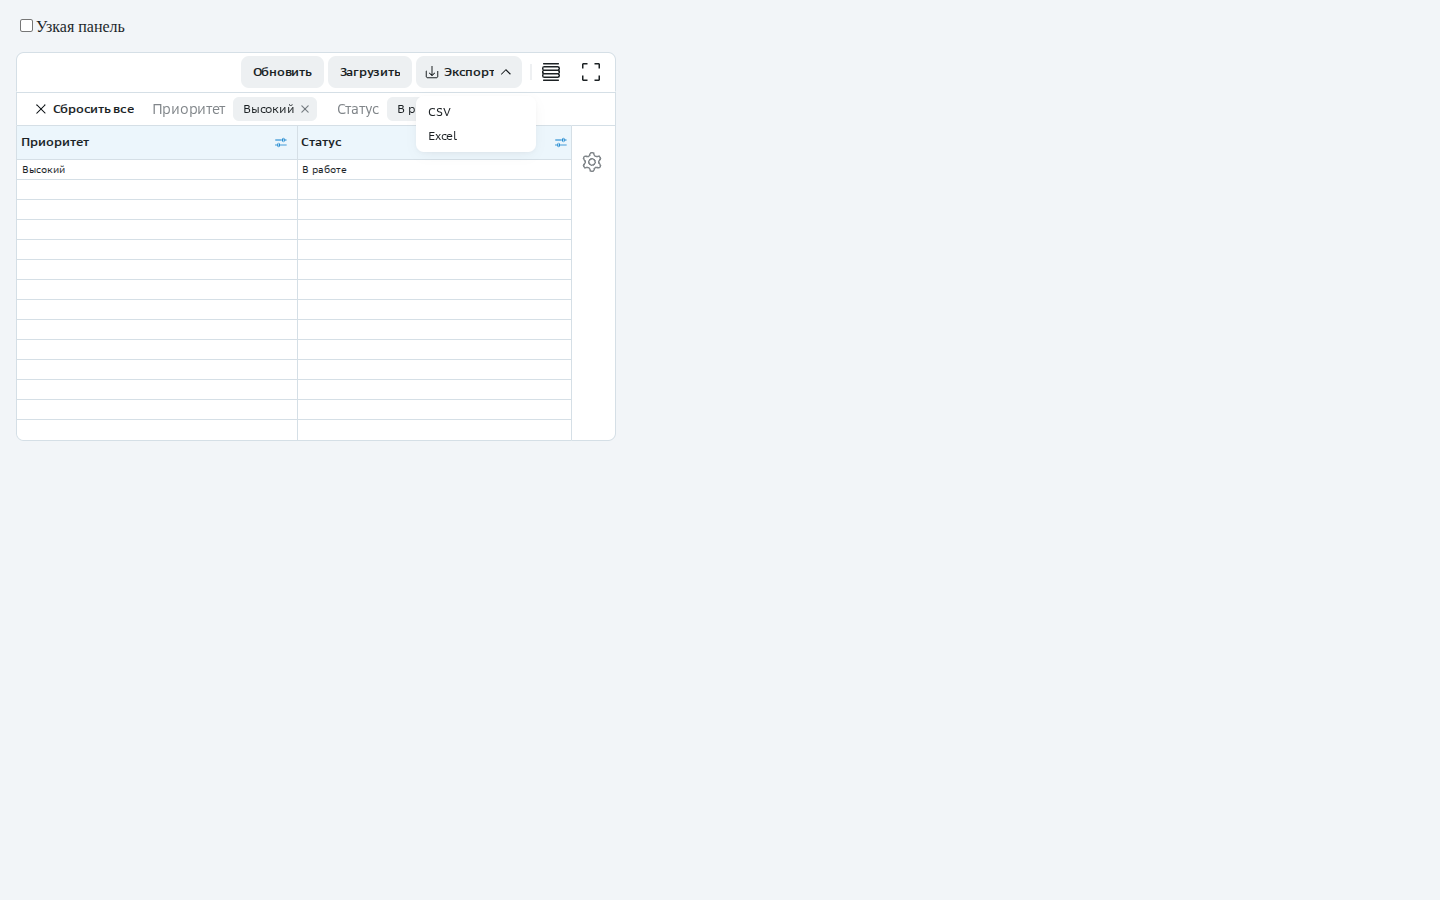 Узкая панель
Обновить Загрузить Экспорт
Сбросить все Приоритет Высокий Статус В р
CSV
Excel
Приоритет Статус
Высокий В работе